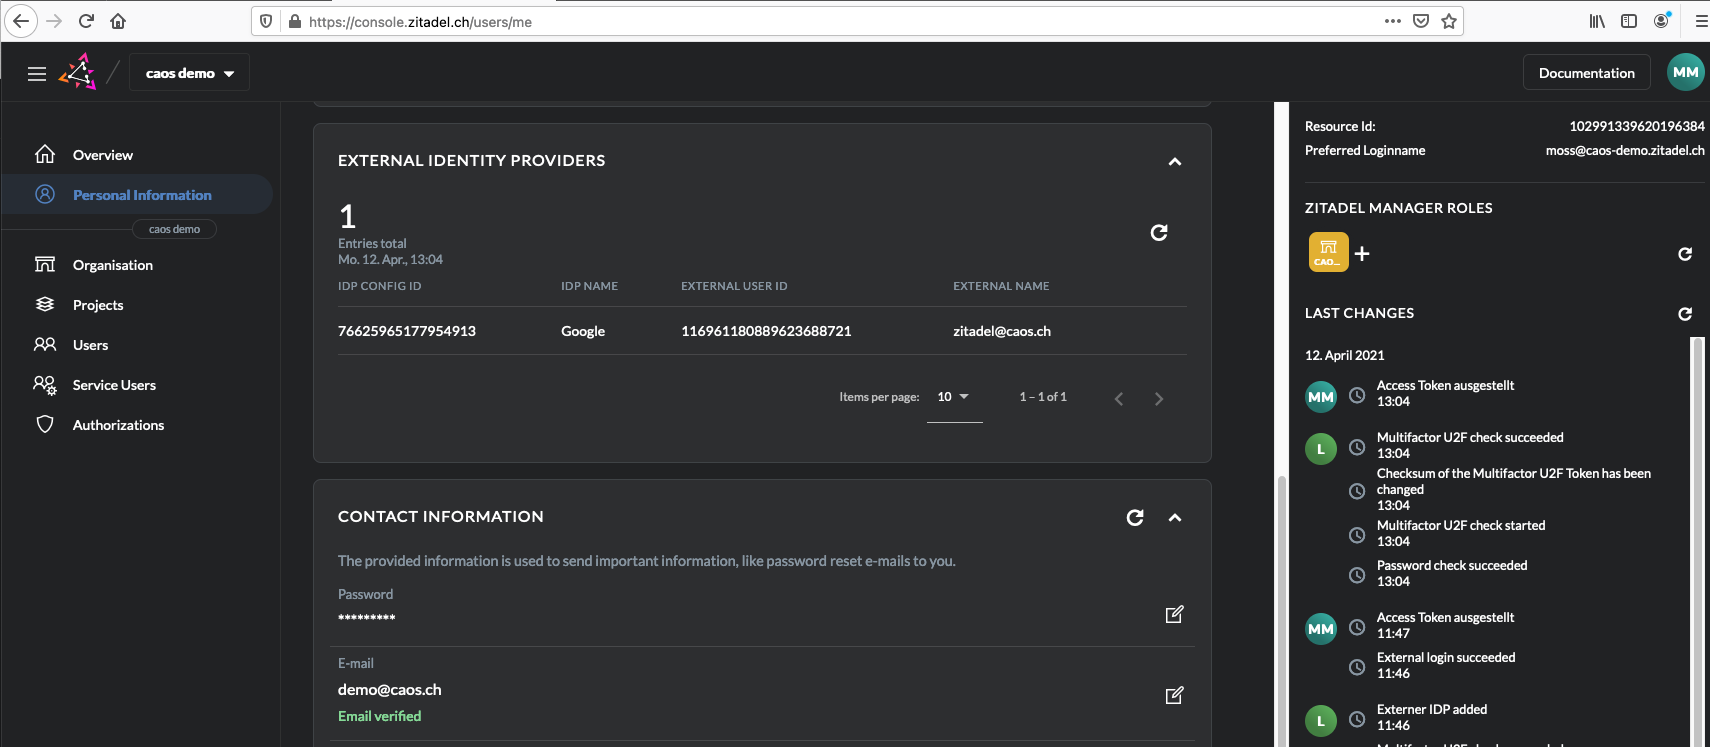 https://console.zitadel.ch/users/me
caos demo
Documentation
MM
Overview
Personal Information
caos demo
Organisation
Projects
Users
Service Users
Authorizations
EXTERNAL IDENTITY PROVIDERS
1
Entries total
Mo. 12. Apr., 13:04
IDP CONFIG ID IDP NAME EXTERNAL USER ID EXTERNAL NAME
76625965177954913 Google 116961180889623688721 zitadel@caos.ch
Items per page: 10 1 – 1 of 1
CONTACT INFORMATION
The provided information is used to send important information, like password reset e-mails to you.
Password
*********
E-mail
demo@caos.ch
Email verified
Resource Id: 102991339620196384
Preferred Loginname moss@caos-demo.zitadel.ch
ZITADEL MANAGER ROLES
CAO...
LAST CHANGES
12. April 2021
MM
Access Token ausgestellt
13:04
L
Multifactor U2F check succeeded
13:04
Checksum of the Multifactor U2F Token has been
changed
13:04
Multifactor U2F check started
13:04
Password check succeeded
13:04
MM
Access Token ausgestellt
11:47
External login succeeded
11:46
L
Externer IDP added
11:46